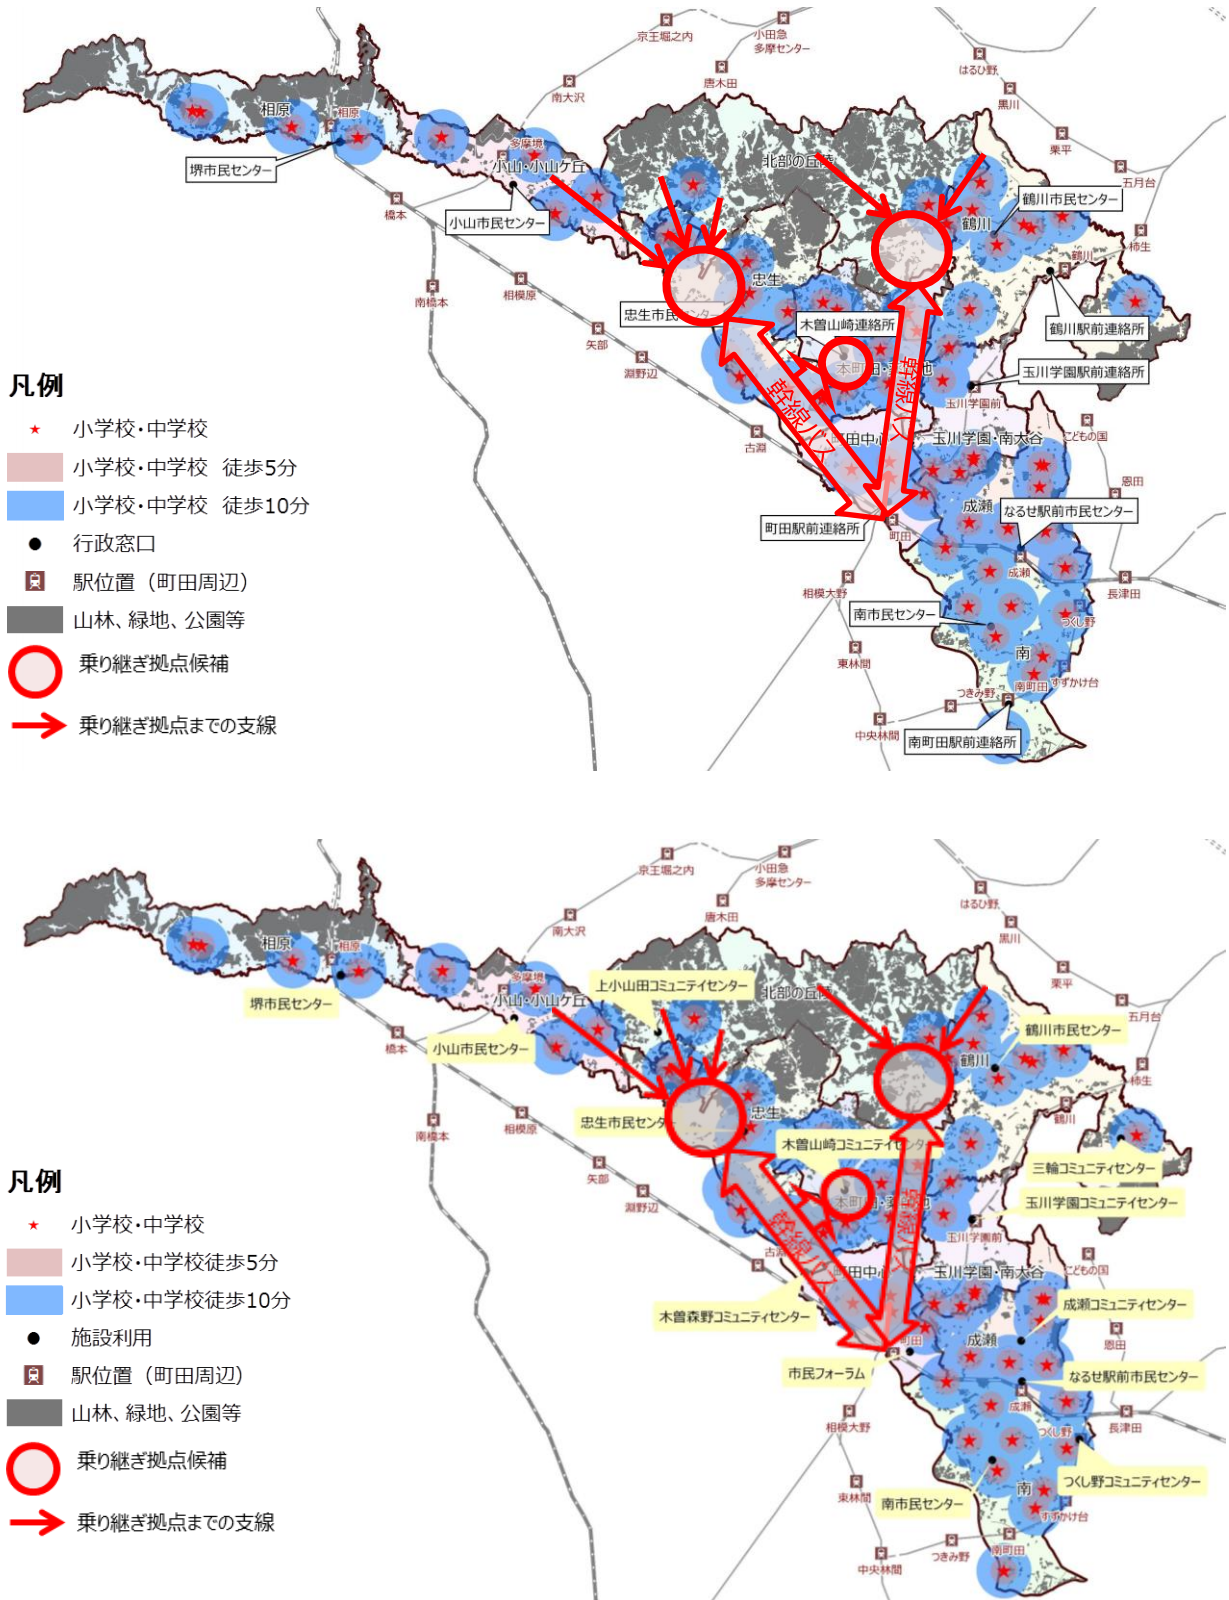 京王堀之内
小田急
多摩センター
唐木田
南大沢
はるひ野
黒川
栗平
五月台
柿生
相原
相原
堺市民センター
多摩境
小山・小山ケ丘
小山市民センター
橋本
南橋本
相模原
矢部
淵野辺
古淵
北部の丘陵
鶴川
鶴川市民センター
鶴川
鶴川駅前連絡所
忠生
忠生市民センター
木曽山崎連絡所
玉川学園駅前連絡所
玉川学園前
幹線バス
幹線バス
玉川学園・南大谷
こどもの国
恩田
成瀬
なるせ駅前市民センター
町田駅前連絡所
町田
成瀬
長津田
相模大野
南市民センター
つくし野
東林間
南
つきみ野
南町田
すずかけ台
中央林間
南町田駅前連絡所
凡例
小学校・中学校
小学校・中学校 徒歩5分
小学校・中学校 徒歩10分
行政窓口
駅位置（町田周辺）
山林、緑地、公園等
乗り継ぎ拠点候補
乗り継ぎ拠点までの支線
京王堀之内
小田急
多摩センター
唐木田
南大沢
はるひ野
黒川
栗平
五月台
柿生
相原
相原
堺市民センター
多摩境
小山・小山ケ丘
上小山田コミュニティセンター
小山市民センター
橋本
南橋本
相模原
矢部
淵野辺
北部の丘陵
鶴川
鶴川市民センター
鶴川
忠生
忠生市民センター
木曽山崎コミュニティセンター
三輪コミュニティセンター
玉川学園コミュニティセンター
玉川学園前
幹線バス
幹線バス
玉川学園・南大谷
こどもの国
木曽森野コミュニティセンター
成瀬コミュニティセンター
恩田
成瀬
市民フォーラム
なるせ駅前市民センター
成瀬
長津田
相模大野
つくし野
つくし野コミュニティセンター
東林間
南市民センター
南
すずかけ台
つきみ野
南町田
中央林間
凡例
小学校・中学校
小学校・中学校徒歩5分
小学校・中学校徒歩10分
施設利用
駅位置（町田周辺）
山林、緑地、公園等
乗り継ぎ拠点候補
乗り継ぎ拠点までの支線